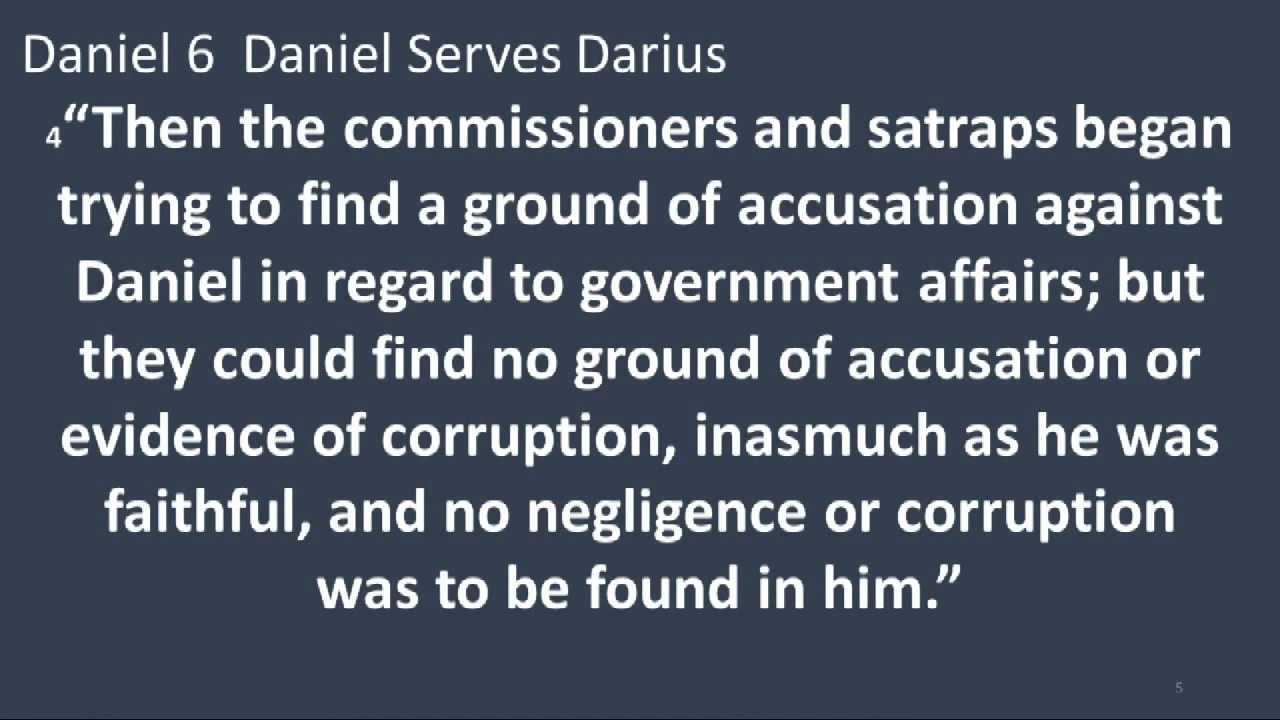 Daniel 6  Daniel Serves Darius
4“Then the commissioners and satraps began
trying to find a ground of accusation against
Daniel in regard to government affairs; but
they could find no ground of accusation or
evidence of corruption, inasmuch as he was
faithful, and no negligence or corruption
was to be found in him.”
5